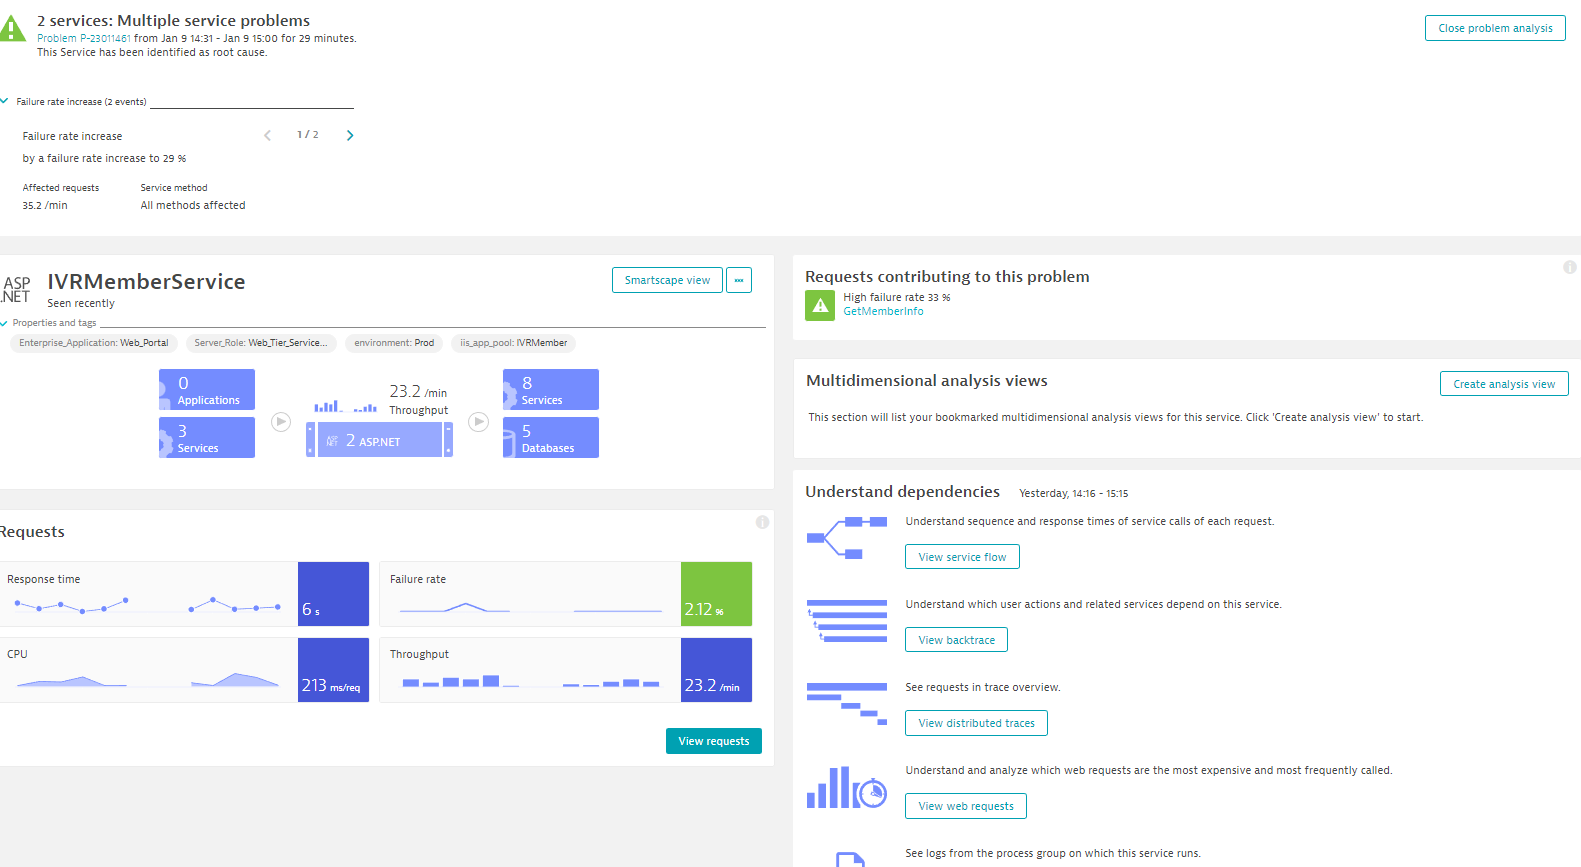 2 services: Multiple service problems
Problem P-23011461 from Jan 9 14:31 - Jan 9 15:00 for 29 minutes.
This Service has been identified as root cause.
Close problem analysis
Failure rate increase (2 events)
Failure rate increase
1 / 2
by a failure rate increase to 29 %
Affected requests
Service method
35.2 /min
All methods affected
ASP
.NET
IVRMemberService
Seen recently
Smartscape view
...
Properties and tags
Enterprise_Application: Web_Portal
Server_Role: Web_Tier_Service...
environment: Prod
iis_app_pool: IVRMember
0
Applications
3
Services
23.2 /min
Throughput
2 ASP.NET
8
Services
5
Databases
Requests
Response time
6 s
Failure rate
2.12 %
CPU
213 ms/req
Throughput
23.2 /min
View requests
Requests contributing to this problem
High failure rate 33 %
GetMemberInfo
Multidimensional analysis views
Create analysis view
This section will list your bookmarked multidimensional analysis views for this service. Click 'Create analysis view' to start.
Understand dependencies
Yesterday, 14:16 - 15:15
Understand sequence and response times of service calls of each request.
View service flow
Understand which user actions and related services depend on this service.
View backtrace
See requests in trace overview.
View distributed traces
Understand and analyze which web requests are the most expensive and most frequently called.
View web requests
See logs from the process group on which this service runs.